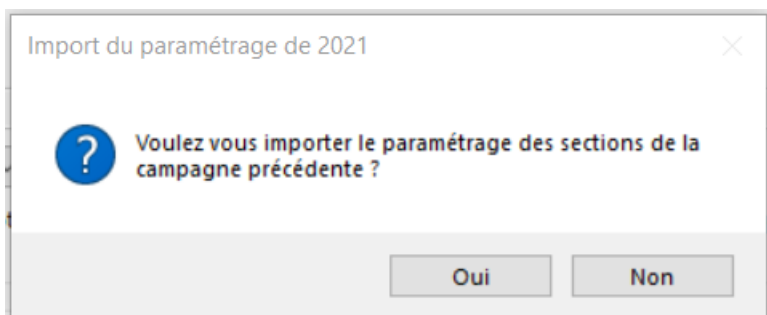 Import du paramétrage de 2021
Voulez vous importer le paramétrage des sections de la
campagne précédente ?
Oui
Non